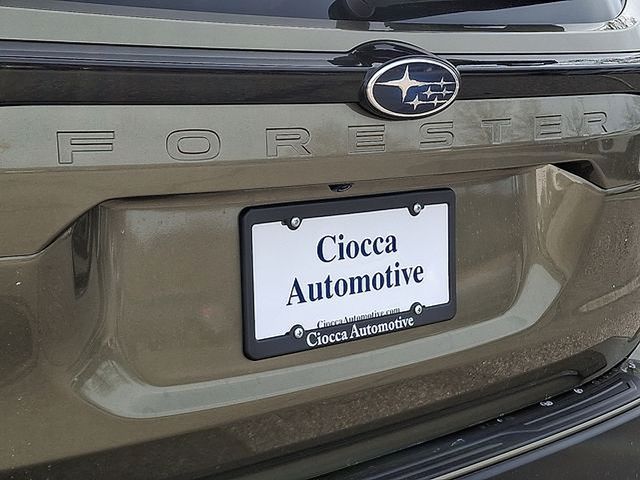 FORESTER
Ciocca
Automotive
CioccaAutomotive.com
Ciocca Automotive